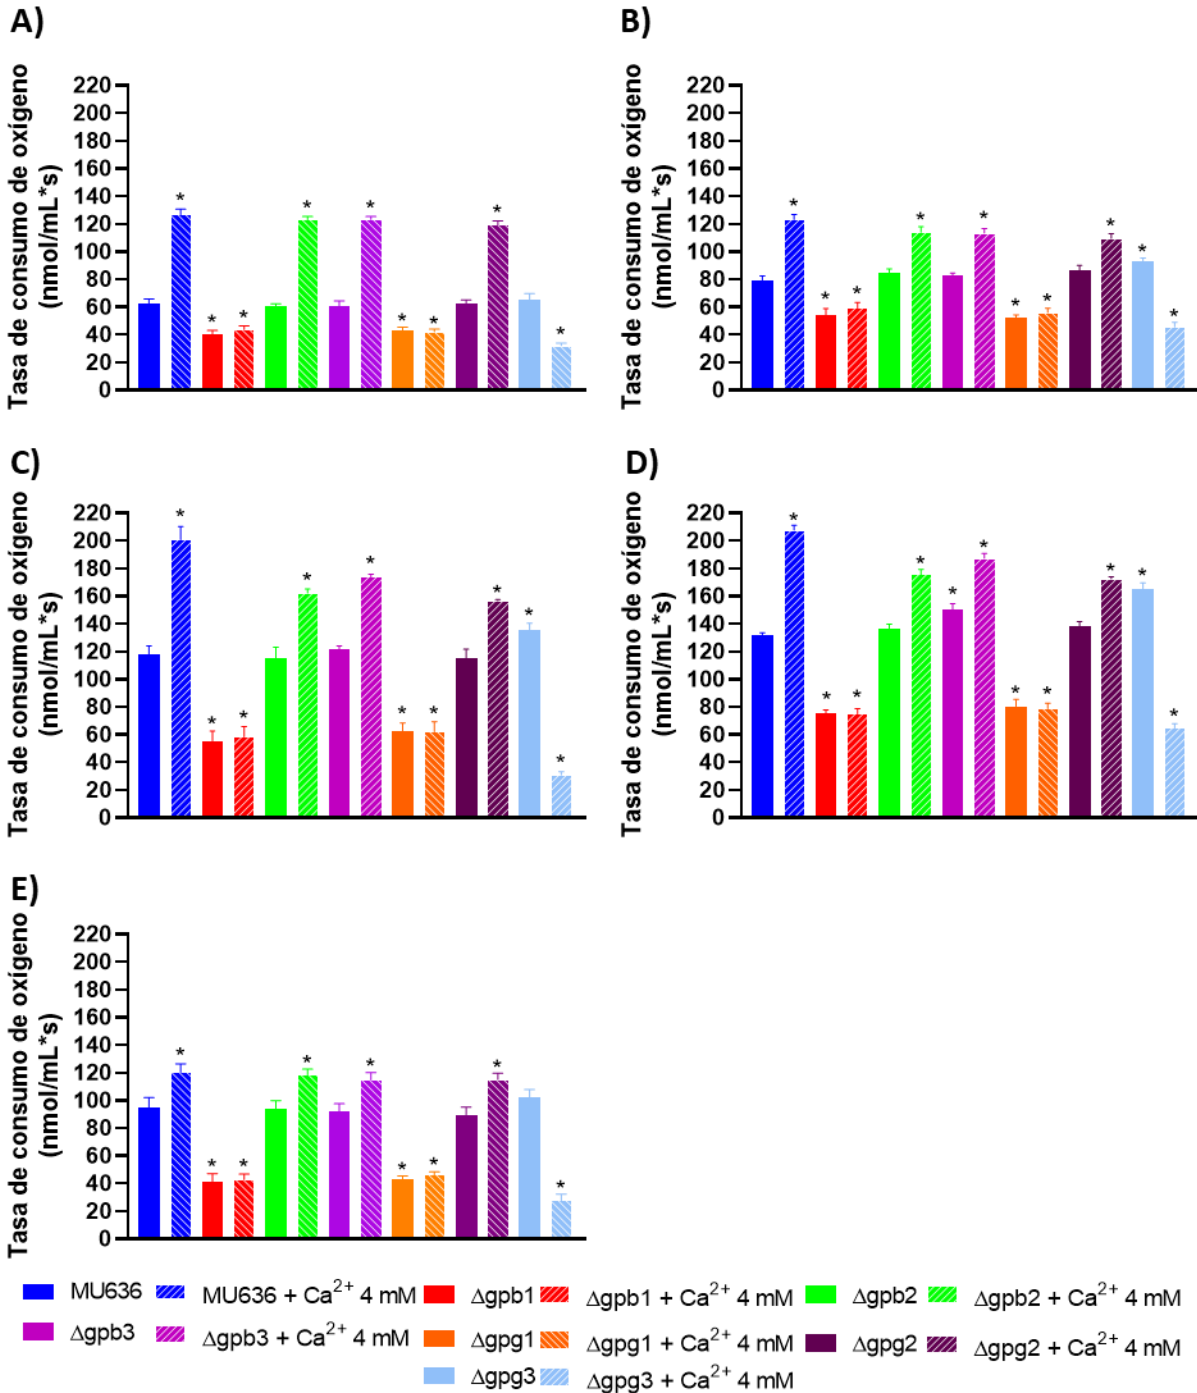 A)
Tasa de consumo de oxígeno
(nmol/mL*s)
220
200
180
160
140
120
100
80
60
40
20
0
* * * * * * * * *
B)
Tasa de consumo de oxígeno
(nmol/mL*s)
220
200
180
160
140
120
100
80
60
40
20
0
* * * * * * * * * *
C)
Tasa de consumo de oxígeno
(nmol/mL*s)
220
200
180
160
140
120
100
80
60
40
20
0
* * * * * * * * * *
D)
Tasa de consumo de oxígeno
(nmol/mL*s)
220
200
180
160
140
120
100
80
60
40
20
0
* * * * * * * * * * *
E)
Tasa de consumo de oxígeno
(nmol/mL*s)
220
200
180
160
140
120
100
80
60
40
20
0
* * * * * * * * *
MU636 MU636 + Ca²⁺ 4 mM Δgpb1 Δgpb1 + Ca²⁺ 4 mM Δgpb2 Δgpb2 + Ca²⁺ 4 mM
Δgpb3 Δgpb3 + Ca²⁺ 4 mM Δgpg1 Δgpg1 + Ca²⁺ 4 mM Δgpg2 Δgpg2 + Ca²⁺ 4 mM
Δgpg3 Δgpg3 + Ca²⁺ 4 mM